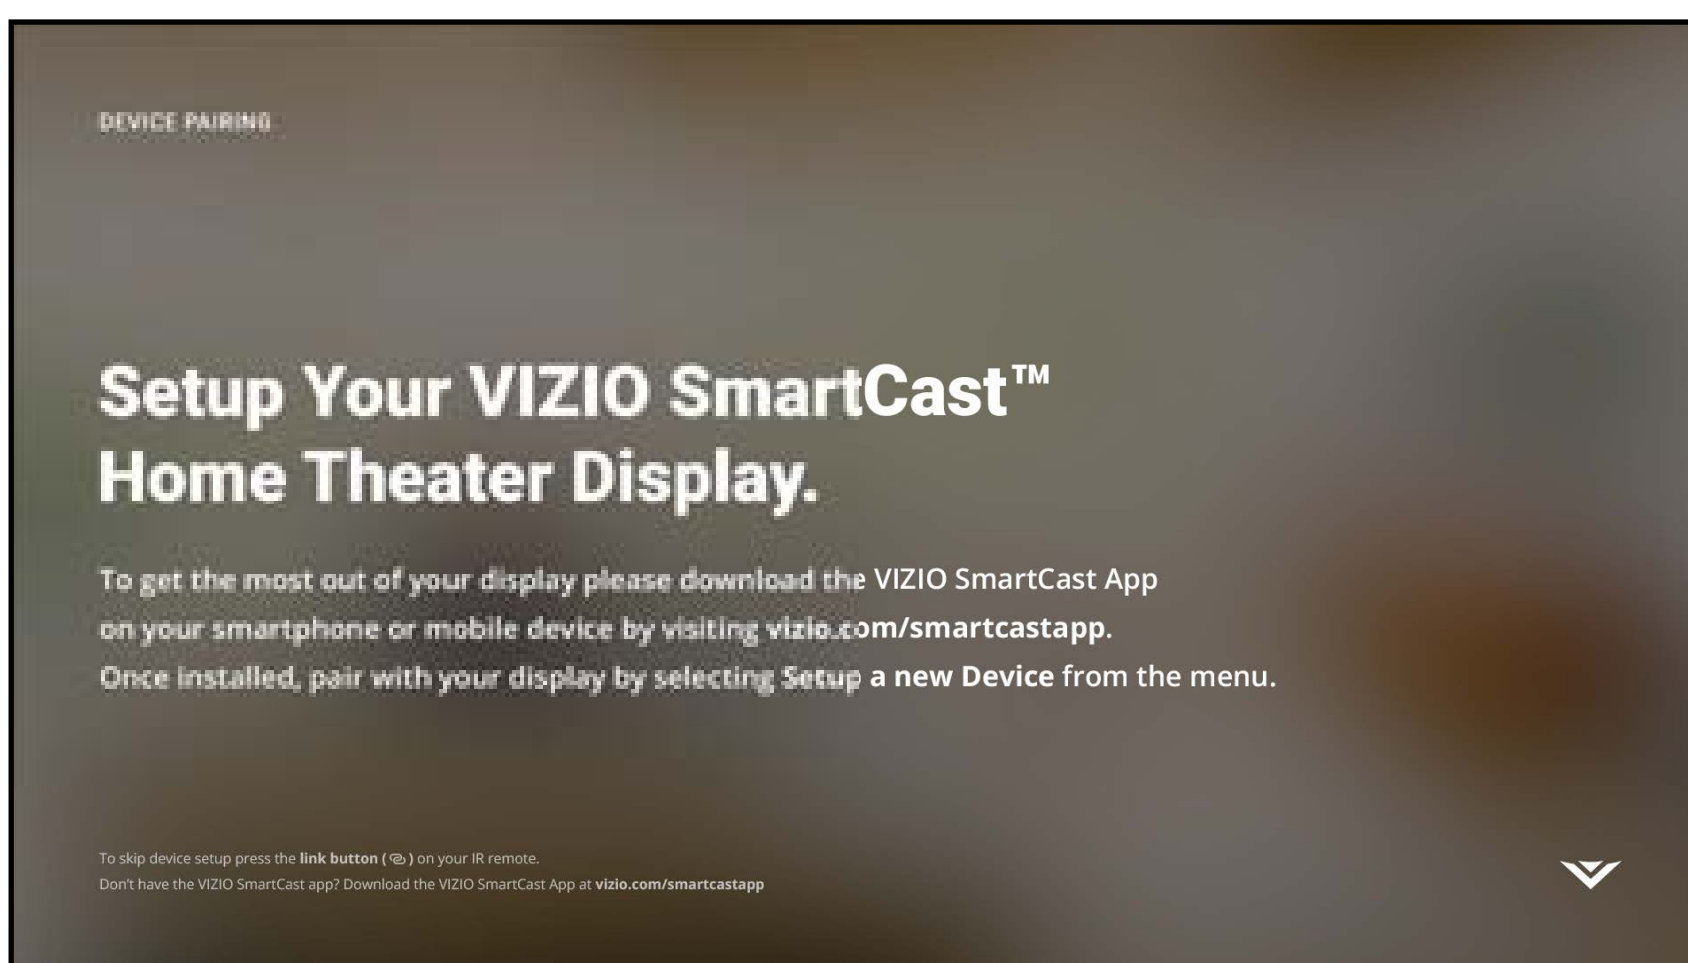 DEVICE PAIRING
Setup Your VIZIO SmartCast™
Home Theater Display.
To get the most out of your display please download the VIZIO SmartCast App
on your smartphone or mobile device by visiting vizio.com/smartcastapp.
Once installed, pair with your display by selecting Setup a new Device from the menu.
To skip device setup press the link button ( ) on your IR remote.
Don't have the VIZIO SmartCast app? Download the VIZIO SmartCast App at vizio.com/smartcastapp